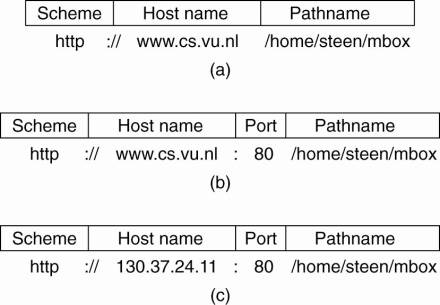 Scheme Host name Pathname
http :// www.cs.vu.nl /home/steen/mbox
(a)
Scheme Host name Port Pathname
http :// www.cs.vu.nl : 80 /home/steen/mbox
(b)
Scheme Host name Port Pathname
http :// 130.37.24.11 : 80 /home/steen/mbox
(c)